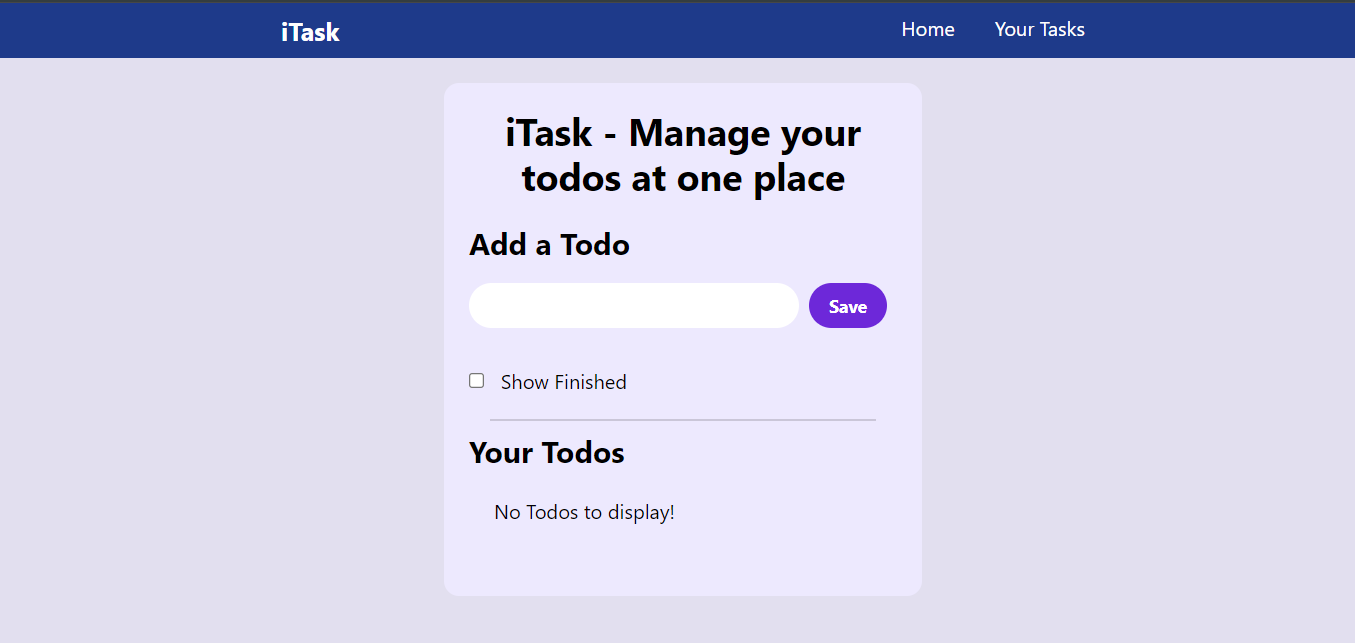 iTask
Home
Your Tasks
iTask - Manage your
todos at one place
Add a Todo
Save
Show Finished
Your Todos
No Todos to display!